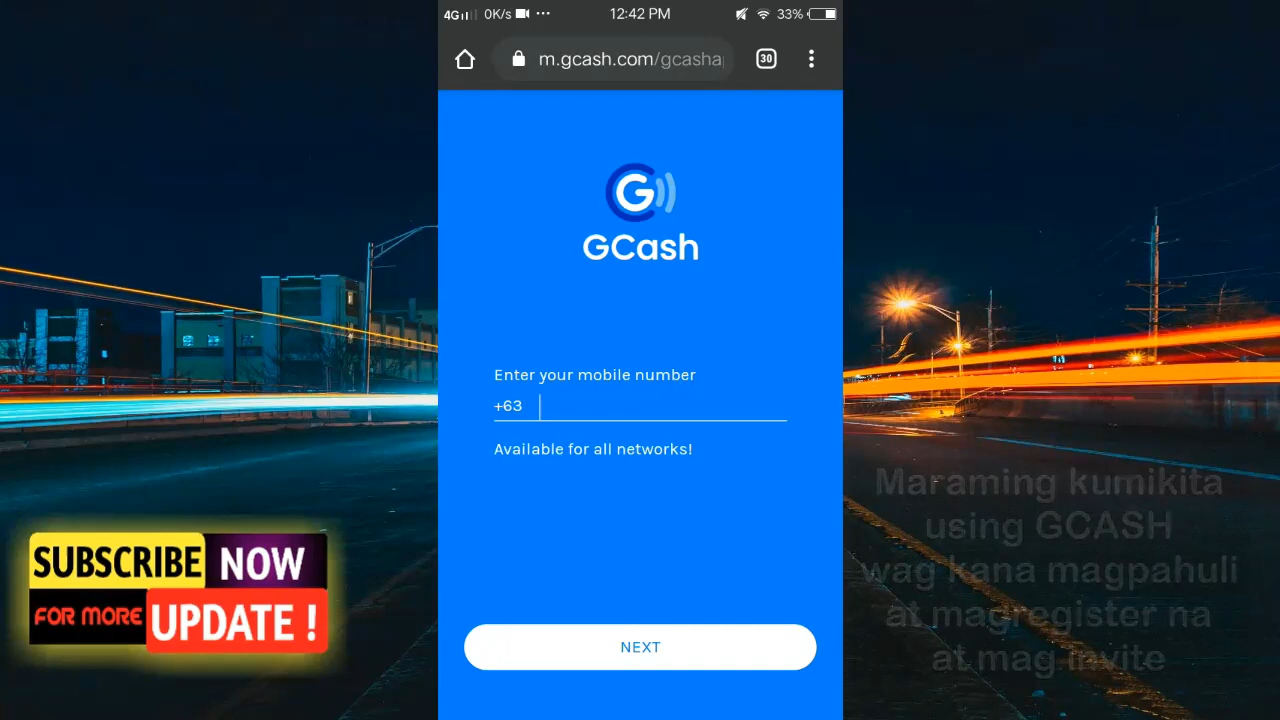 4G 0K/s ... 12:42 PM 33%
m.gcash.com/gcasha
30
G
GCash
Enter your mobile number
+63
Available for all networks!
NEXT
SUBSCRIBE NOW
FOR MORE UPDATE !
Maraming kumikita
using GCASH
wag kana magpahuli
at magregister na
at mag invite